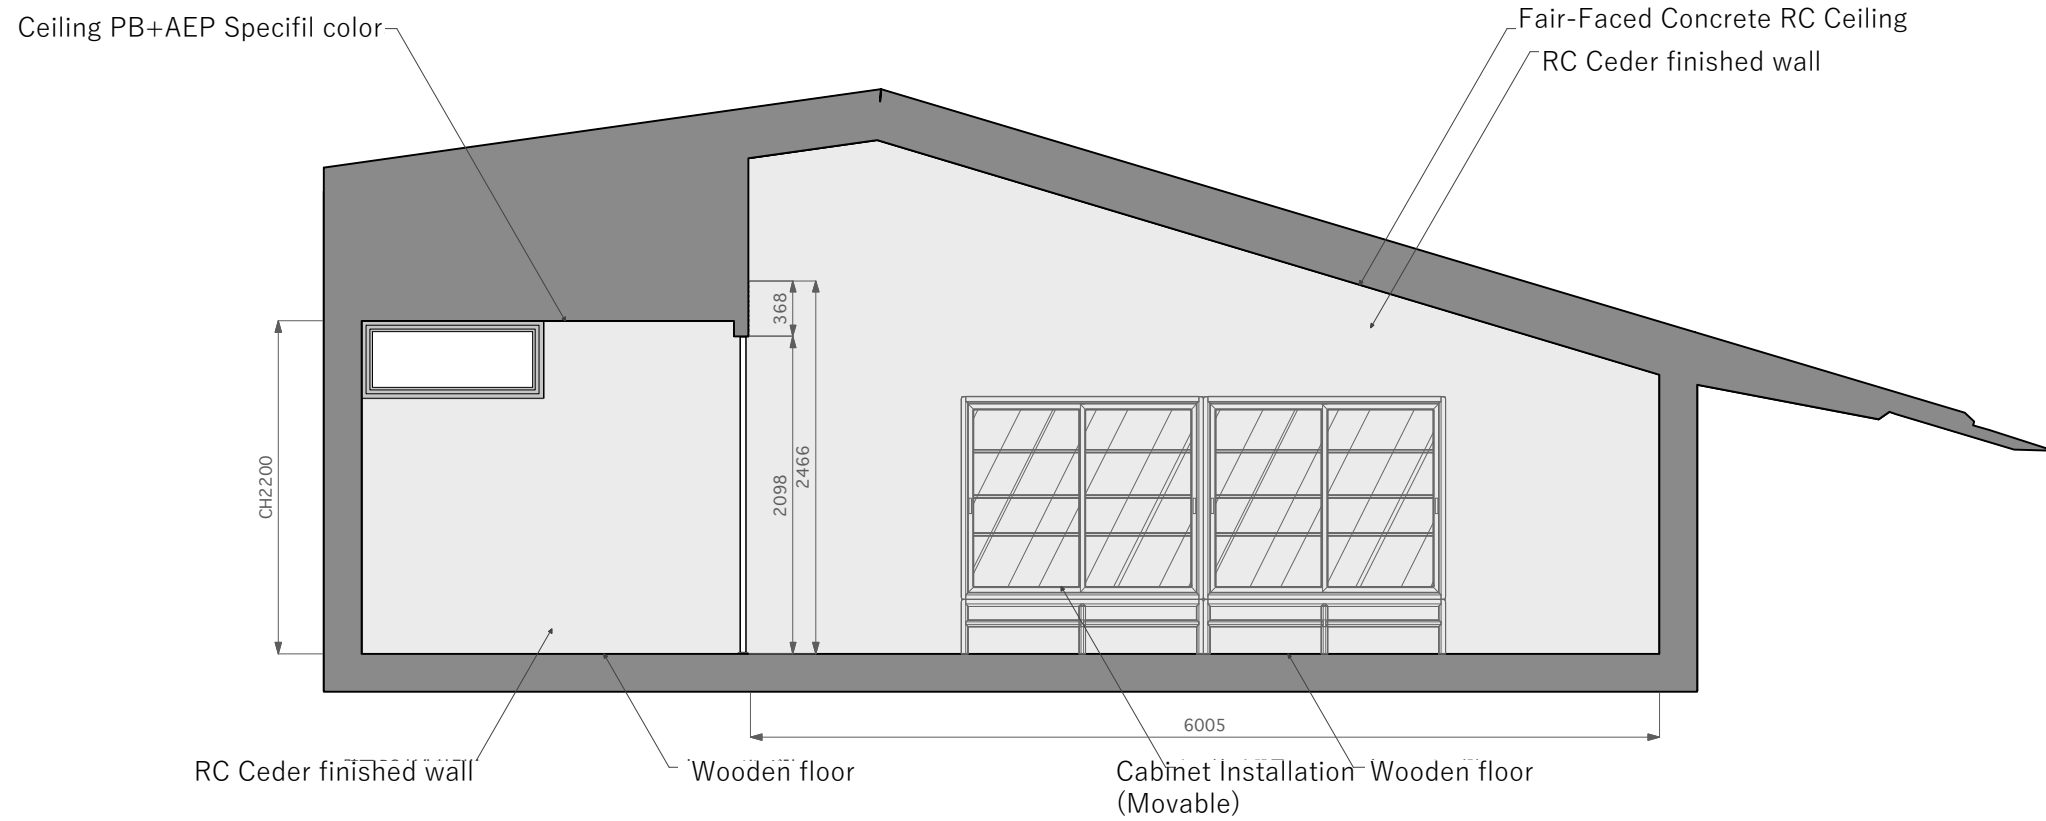 Ceiling PB+AEP Specifil color
Fair-Faced Concrete RC Ceiling
RC Ceder finished wall
368
2466
2098
CH2200
6005
RC Ceder finished wall
Wooden floor
Cabinet Installation
(Movable)
Wooden floor